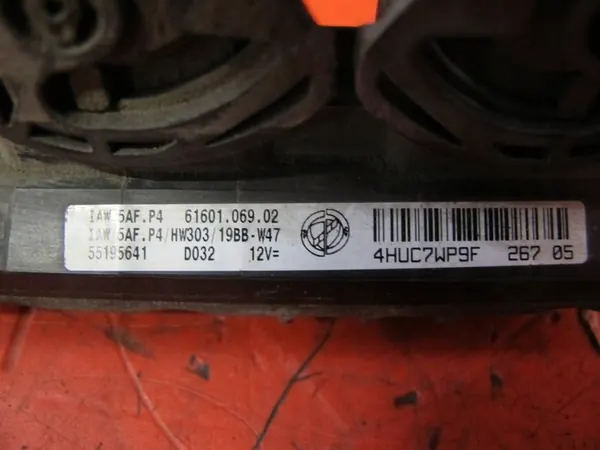 IAW 5AF.P4 61601.069.02
IAW 5AF.P4/HW303/19BB-W47
55195641 D032 12V=
4HUC7WP9F 267 05